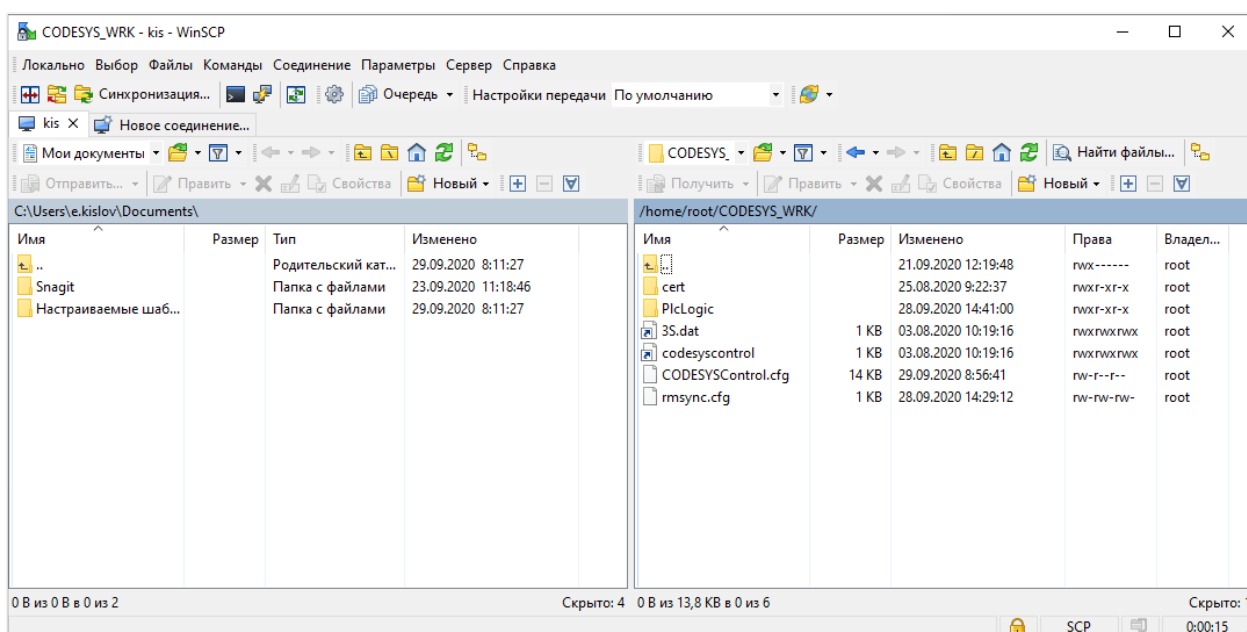 CODESYS_WRK - kis - WinSCP
Локально Выбор Файлы Команды Соединение Параметры Сервер Справка
Синхронизация... Очередь Настройки передачи По умолчанию
kis Новое соединение...
Мои документы CODESYS_ Найти файлы...
Отправить... Править Свойства Новый Получить Править Свойства Новый
C:\Users\e.kislov\Documents\ /home/root/CODESYS_WRK/
Имя Размер Тип Изменено Имя Размер Изменено Права Владел...
.. Родительский кат... 29.09.2020 8:11:27 .. 21.09.2020 12:19:48 rwx------ root
Snagit Папка с файлами 23.09.2020 11:18:46 cert 25.08.2020 9:22:37 rwxr-xr-x root
Настраиваемые шаб... Папка с файлами 29.09.2020 8:11:27 PlcLogic 28.09.2020 14:41:00 rwxr-xr-x root
3S.dat 1 KB 03.08.2020 10:19:16 rwxrwxrwx root
codesyscontrol 1 KB 03.08.2020 10:19:16 rwxrwxrwx root
CODESYSControl.cfg 14 KB 29.09.2020 8:56:41 rw-r--r-- root
rmsync.cfg 1 KB 28.09.2020 14:29:12 rw-rw-rw- root
0 B из 0 B в 0 из 2 Скрыто: 4 0 B из 13,8 KB в 0 из 6 Скрыто: 1
SCP 0:00:15